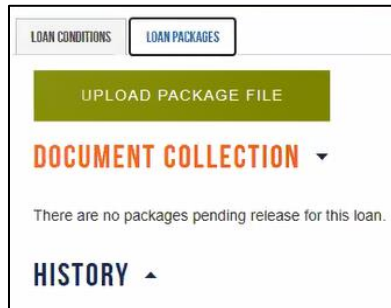 LOAN CONDITIONS LOAN PACKAGES
UPLOAD PACKAGE FILE
DOCUMENT COLLECTION
There are no packages pending release for this loan.
HISTORY